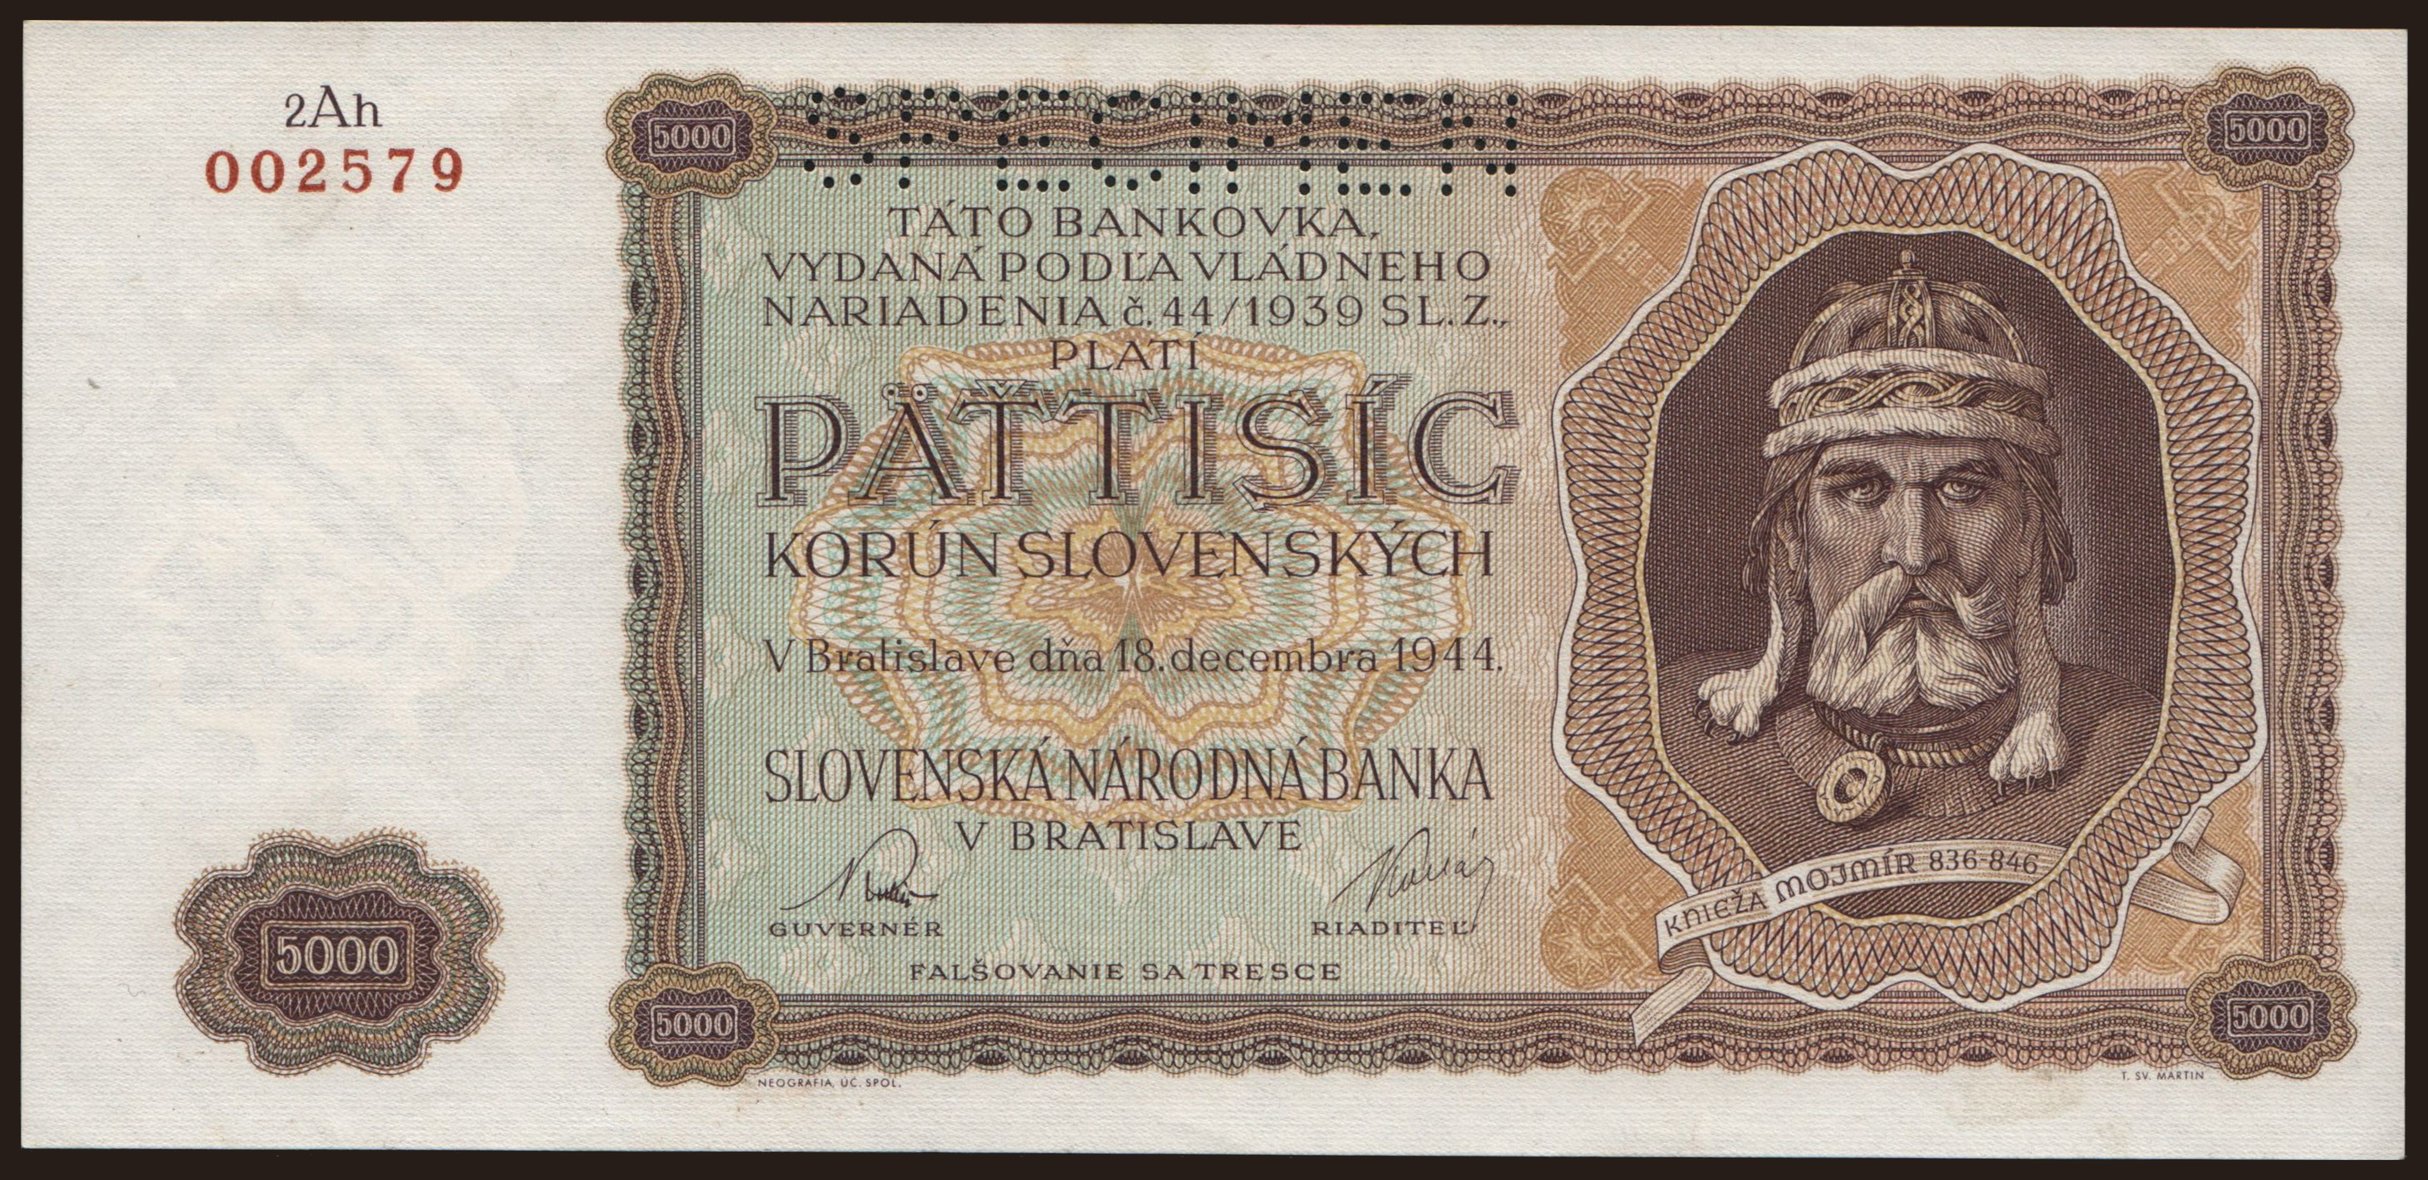 2Ah
002579
5000
5000
SPECIMEN
TÁTO BANKOVKA,
VYDANÁ PODĽA VLÁDNEHO
NARIADENIA č. 44/1939 SL. Z.,
PLATÍ
PÄŤTISÍC
KORÚN SLOVENSKÝCH
V Bratislave dňa 18. decembra 1944.
SLOVENSKÁ NÁRODNÁ BANKA
V BRATISLAVE
GUVERNÉR
RIADITEĽ
FALŠOVANIE SA TRESCE
KNIEŽA MOJMÍR 836-846
5000
5000
5000
NEOGRAFIA, ÚČ. SPOL.
T. SV. MARTIN